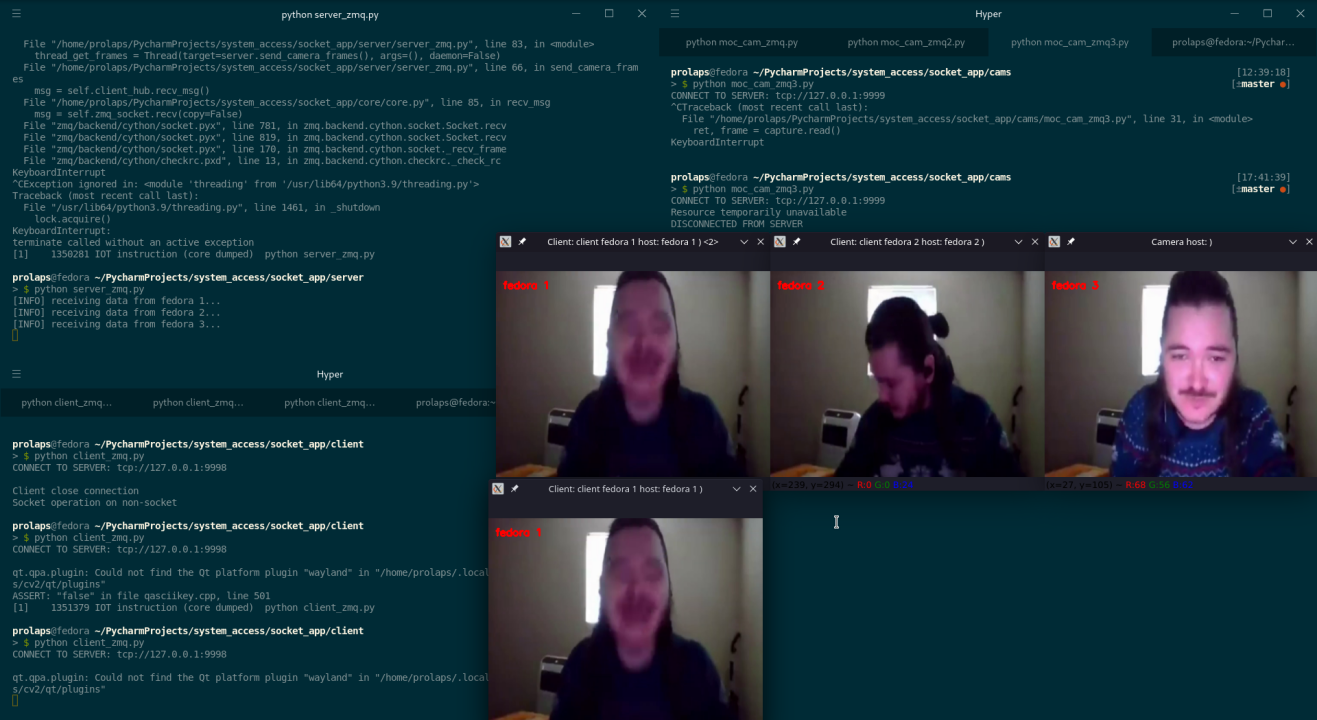 python server_zmq.py
File "/home/prolaps/PycharmProjects/system_access/socket_app/server/server_zmq.py", line 83, in <module>
thread_get_frames = Thread(target=server.send_camera_frames(), args=(), daemon=False)
File "/home/prolaps/PycharmProjects/system_access/socket_app/server/server_zmq.py", line 66, in send_camera_fram
es
msg = self.client_hub.recv_msg()
File "/home/prolaps/PycharmProjects/system_access/socket_app/core/core.py", line 85, in recv_msg
msg = self.zmq_socket.recv(copy=False)
File "zmq/backend/cython/socket.pyx", line 781, in zmq.backend.cython.socket.Socket.recv
File "zmq/backend/cython/socket.pyx", line 819, in zmq.backend.cython.socket.Socket.recv
File "zmq/backend/cython/socket.pyx", line 170, in zmq.backend.cython.socket._recv_frame
File "zmq/backend/cython/checkrc.pxd", line 13, in zmq.backend.cython.checkrc._check_rc
KeyboardInterrupt
^CException ignored in: <module 'threading' from '/usr/lib64/python3.9/threading.py'>
Traceback (most recent call last):
File "/usr/lib64/python3.9/threading.py", line 1461, in _shutdown
lock.acquire()
KeyboardInterrupt:
terminate called without an active exception
[1] 1350281 IOT instruction (core dumped) python server_zmq.py
prolaps@fedora ~/PycharmProjects/system_access/socket_app/server
> $ python server_zmq.py
[INFO] receiving data from fedora 1...
[INFO] receiving data from fedora 2...
[INFO] receiving data from fedora 3...
Hyper
python moc_cam_zmq.py python moc_cam_zmq2.py python moc_cam_zmq3.py prolaps@fedora:~/Pychar...
prolaps@fedora ~/PycharmProjects/system_access/socket_app/cams [12:39:18]
> $ python moc_cam_zmq3.py [±master ●]
CONNECT TO SERVER: tcp://127.0.0.1:9999
^CTraceback (most recent call last):
File "/home/prolaps/PycharmProjects/system_access/socket_app/cams/moc_cam_zmq3.py", line 31, in <module>
ret, frame = capture.read()
KeyboardInterrupt
prolaps@fedora ~/PycharmProjects/system_access/socket_app/cams [17:41:39]
> $ python moc_cam_zmq3.py [±master ●]
CONNECT TO SERVER: tcp://127.0.0.1:9999
Resource temporarily unavailable
DISCONNECTED FROM SERVER
Client: client fedora 1 host: fedora 1 ) <2>
fedora 1
Client: client fedora 2 host: fedora 2 )
fedora 2
(x=239, y=294) ~ R:0 G:0
Camera host: )
fedora 3
(x=27, y=105) ~ R:68 G:56
Hyper
python client_zmq... python client_zmq... python client_zmq... prolaps@fedora:~
prolaps@fedora ~/PycharmProjects/system_access/socket_app/client
> $ python client_zmq.py
CONNECT TO SERVER: tcp://127.0.0.1:9998
Client close connection
Socket operation on non-socket
prolaps@fedora ~/PycharmProjects/system_access/socket_app/client
> $ python client_zmq.py
CONNECT TO SERVER: tcp://127.0.0.1:9998
qt.qpa.plugin: Could not find the Qt platform plugin "wayland" in "/home/prolaps/.local
s/cv2/qt/plugins"
ASSERT: "false" in file qasciikey.cpp, line 501
[1] 1351379 IOT instruction (core dumped) python client_zmq.py
prolaps@fedora ~/PycharmProjects/system_access/socket_app/client
> $ python client_zmq.py
CONNECT TO SERVER: tcp://127.0.0.1:9998
qt.qpa.plugin: Could not find the Qt platform plugin "wayland" in "/home/prolaps/.local
s/cv2/qt/plugins"
Client: client fedora 1 host: fedora 1 )
fedora 1